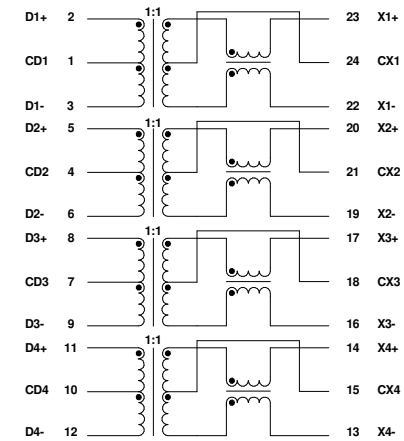 D1+ 2 1:1 23 X1+
CD1 1 24 CX1
D1- 3 22 X1-
D2+ 5 1:1 20 X2+
CD2 4 21 CX2
D2- 6 19 X2-
D3+ 8 1:1 17 X3+
CD3 7 18 CX3
D3- 9 16 X3-
D4+ 11 1:1 14 X4+
CD4 10 15 CX4
D4- 12 13 X4-